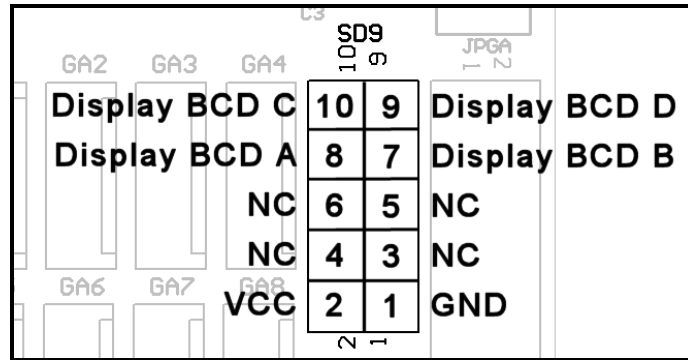 C3
SD9
10 9
JPGA
1 2
GA2 GA3 GA4
Display BCD C 10 9 Display BCD D
Display BCD A 8 7 Display BCD B
NC 6 5 NC
NC 4 3 NC
GA6 GA7 GA8
VCC 2 1 GND
2 1